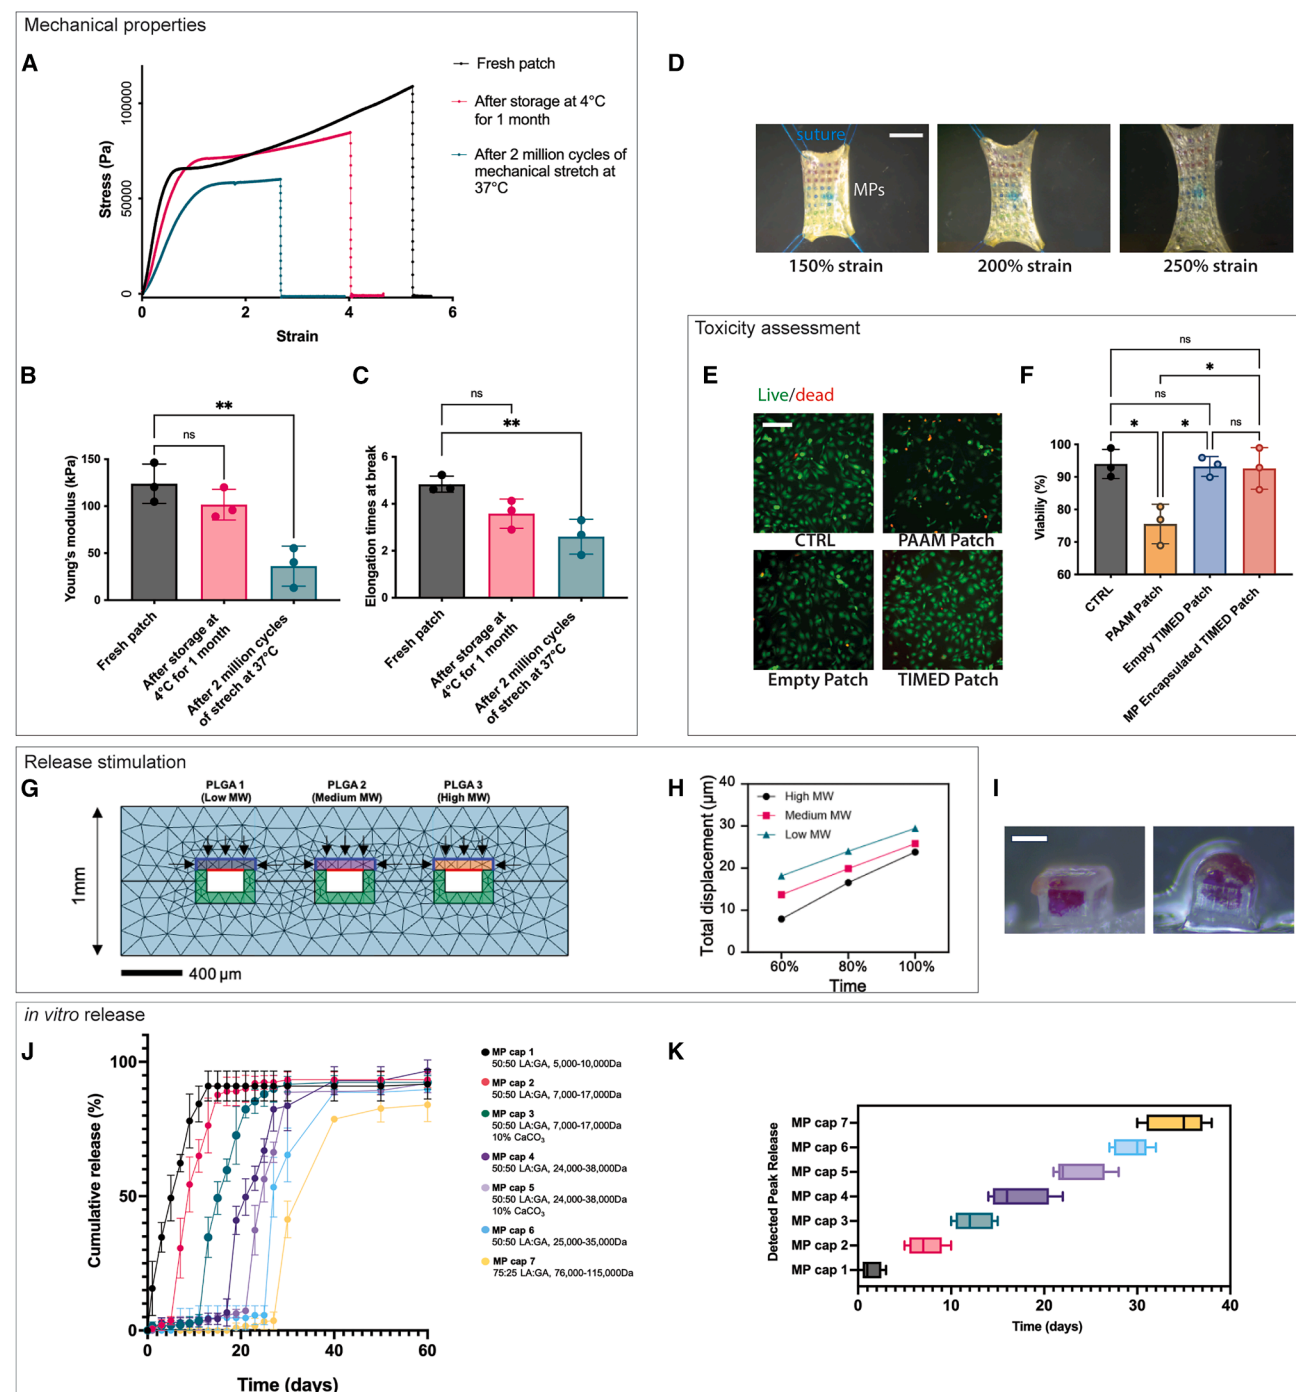 Mechanical properties
A
Fresh patch
After storage at 4°C
for 1 month
After 2 million cycles of
mechanical stretch at
37°C
Stress (Pa)
100000
50000
0
0
2
4
6
Strain
B
**
ns
Young's modulus (kPa)
150
100
50
0
Fresh patch
After storage at
4°C for 1 month
After 2 million cycles
of strech at 37°C
C
ns
**
Elongation times at break
6
4
2
0
Fresh patch
After storage at
4°C for 1 month
After 2 million cycles
of strech at 37°C
D
suture
MPs
150% strain
200% strain
250% strain
Toxicity assessment
E
Live/dead
CTRL
PAAM Patch
Empty Patch
TIMED Patch
F
ns
*
ns
*
*
ns
Viabiliy (%)
100
90
80
70
60
CTRL
PAAM Patch
Empty TIMED Patch
MP Encapsulated TIMED Patch
Release stimulation
G
PLGA 1
(Low MW)
PLGA 2
(Medium MW)
PLGA 3
(High MW)
1mm
400 µm
H
Total displacement (µm)
40
30
20
10
0
High MW
Medium MW
Low MW
60%
80%
100%
Time
I
in vitro release
J
Cumulative release (%)
100
50
0
0
20
40
60
Time (days)
MP cap 1
50:50 LA:GA, 5,000-10,000Da
MP cap 2
50:50 LA:GA, 7,000-17,000Da
MP cap 3
50:50 LA:GA, 7,000-17,000Da
10% CaCO₃
MP cap 4
50:50 LA:GA, 24,000-38,000Da
MP cap 5
50:50 LA:GA, 24,000-38,000Da
10% CaCO₃
MP cap 6
50:50 LA:GA, 25,000-35,000Da
MP cap 7
75:25 LA:GA, 76,000-115,000Da
K
Detected Peak Release
MP cap 7
MP cap 6
MP cap 5
MP cap 4
MP cap 3
MP cap 2
MP cap 1
0
10
20
30
40
Time (days)